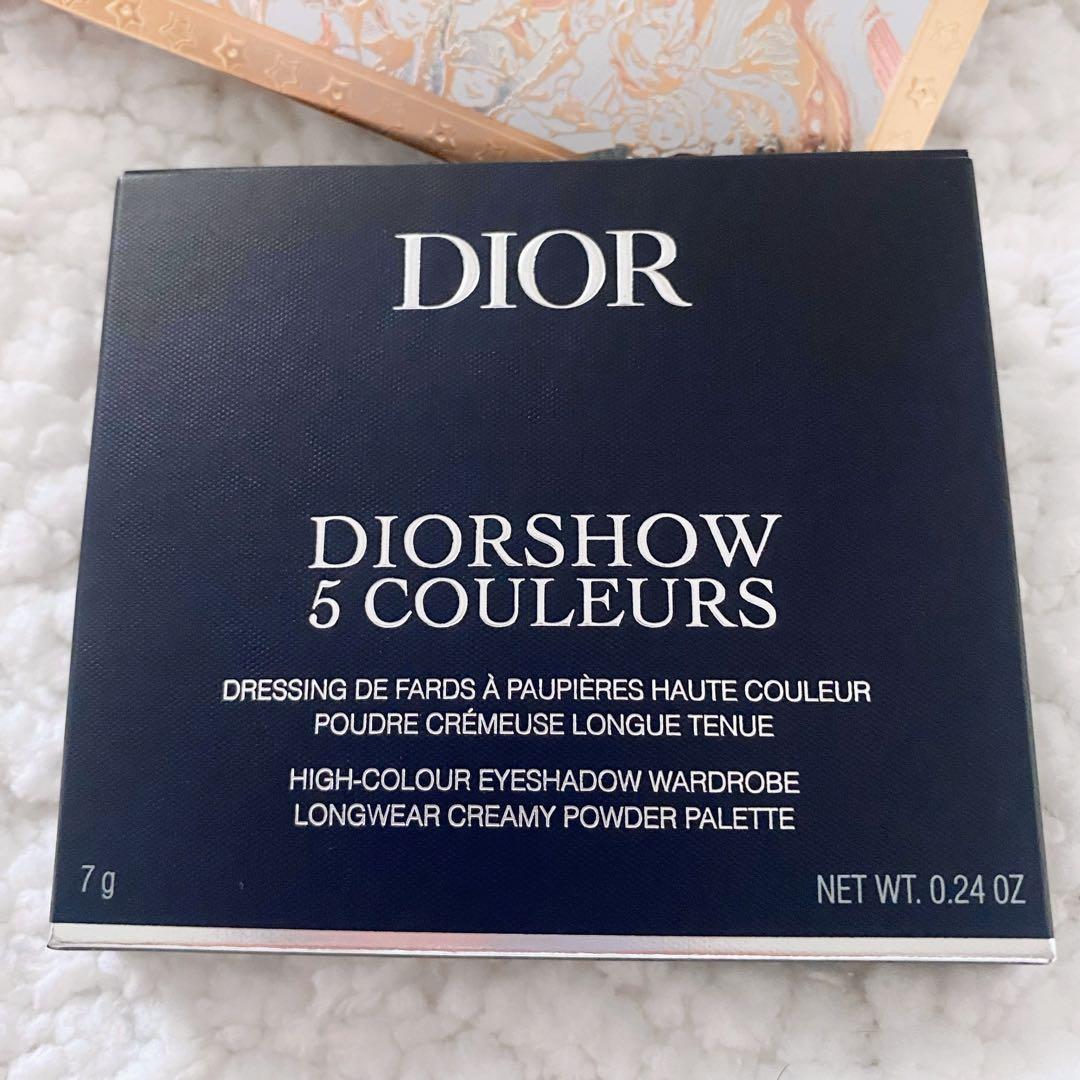 DIOR
DIORSHOW
5 COULEURS
DRESSING DE FARDS À PAUPIÈRES HAUTE COULEUR
POUDRE CRÉMEUSE LONGUE TENUE
HIGH-COLOUR EYESHADOW WARDROBE
LONGWEAR CREAMY POWDER PALETTE
7 g
NET WT. 0.24 OZ